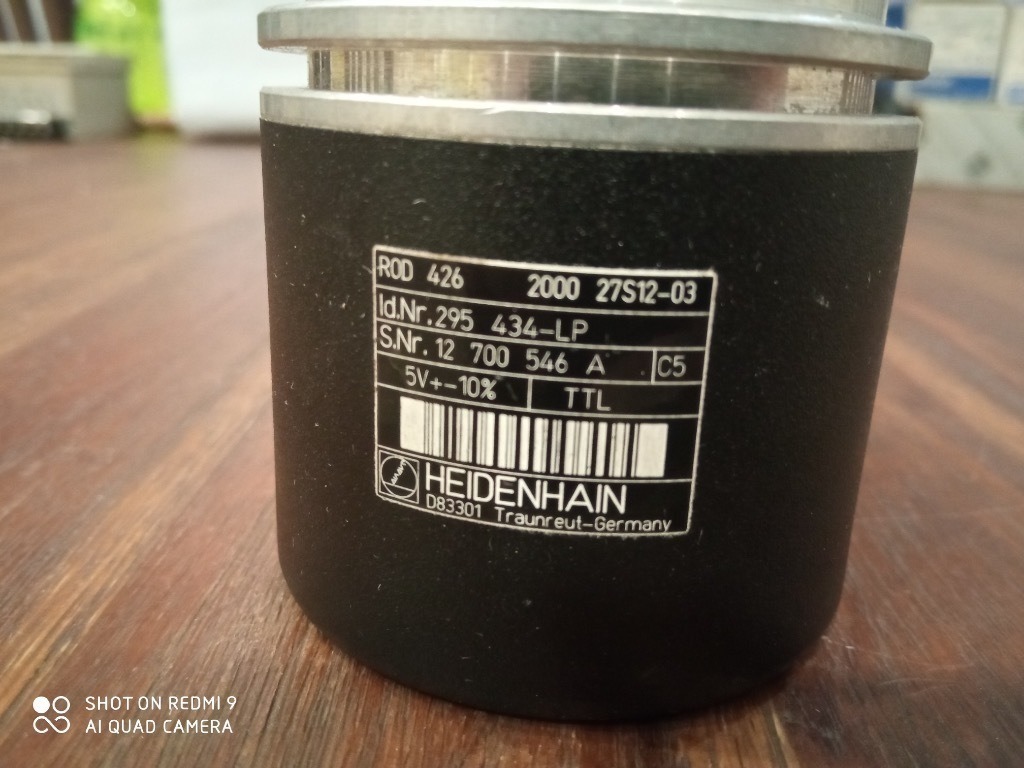 ROD 426 2000 27S12-03
Id.Nr.295 434-LP
S.Nr. 12 700 546 A C5
5V+-10% TTL
HEIDENHAIN
D83301 Traunreut-Germany
SHOT ON REDMI 9
AI QUAD CAMERA